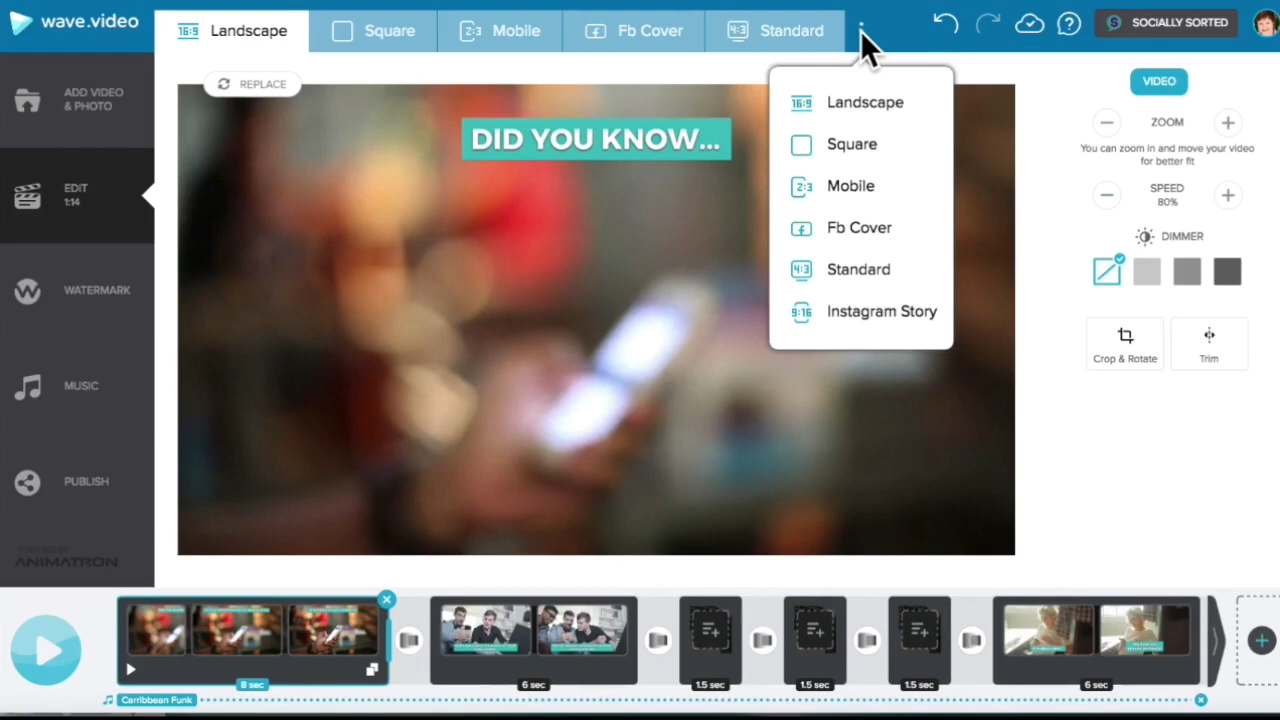 wave.video
16:9 Landscape
Square
2:3 Mobile
Fb Cover
4:3 Standard
SOCIALLY SORTED
ADD VIDEO
& PHOTO
EDIT
1:14
WATERMARK
MUSIC
PUBLISH
POWERED BY
ANIMATRON
REPLACE
DID YOU KNOW...
16:9 Landscape
Square
2:3 Mobile
Fb Cover
4:3 Standard
9:16 Instagram Story
VIDEO
ZOOM
You can zoom in and move your video
for better fit
SPEED
80%
DIMMER
Crop & Rotate
Trim
8 sec
6 sec
1.5 sec
1.5 sec
1.5 sec
6 sec
Carribbean Funk